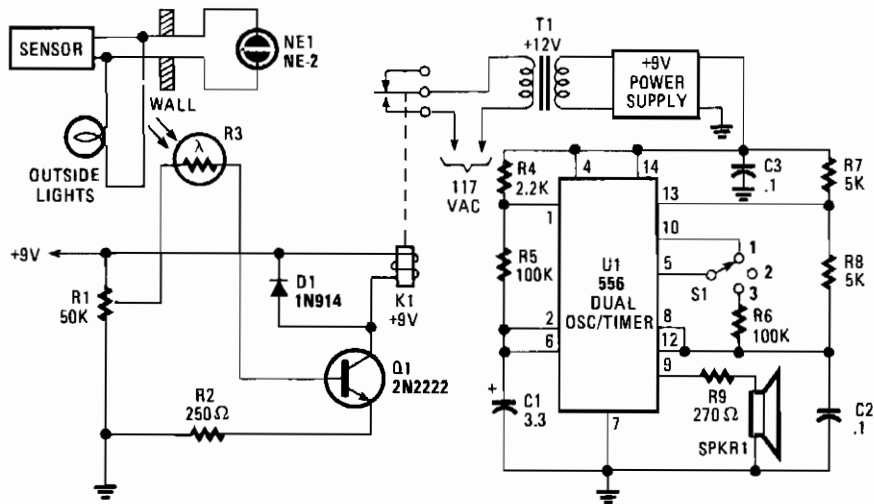 SENSOR
NE1
NE-2
WALL
OUTSIDE
LIGHTS
λ
R3
+9V
R1
50K
D1
1N914
K1
+9V
Q1
2N2222
R2
250Ω
T1
+12V
+9V
POWER
SUPPLY
117
VAC
R4
2.2K
4
14
C3
.1
R7
5K
1
13
10
R5
100K
U1
556
DUAL
OSC/TIMER
5
S1
1
2
3
R8
5K
2
6
8
12
R6
100K
9
C1
3.3
+
7
R9
270Ω
SPKR1
C2
.1